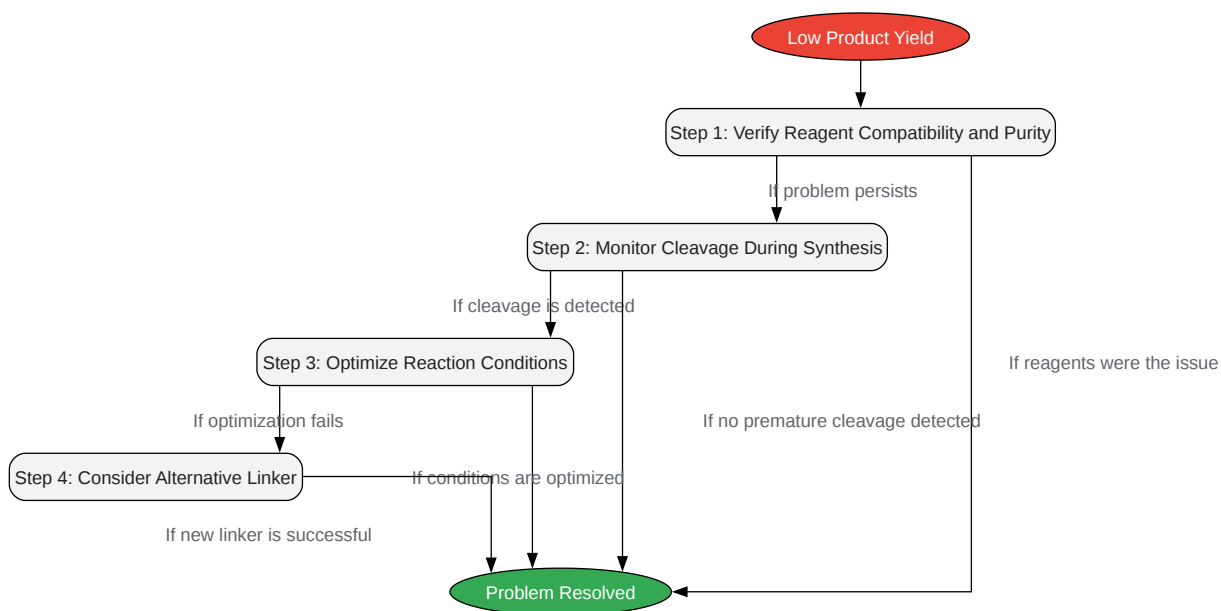 Low Product Yield
Step 1: Verify Reagent Compatibility and Purity
If problem persists
Step 2: Monitor Cleavage During Synthesis
If cleavage is detected
Step 3: Optimize Reaction Conditions
If reagents were the issue
If optimization fails
If no premature cleavage detected
Step 4: Consider Alternative Linker
If conditions are optimized
If new linker is successful
Problem Resolved